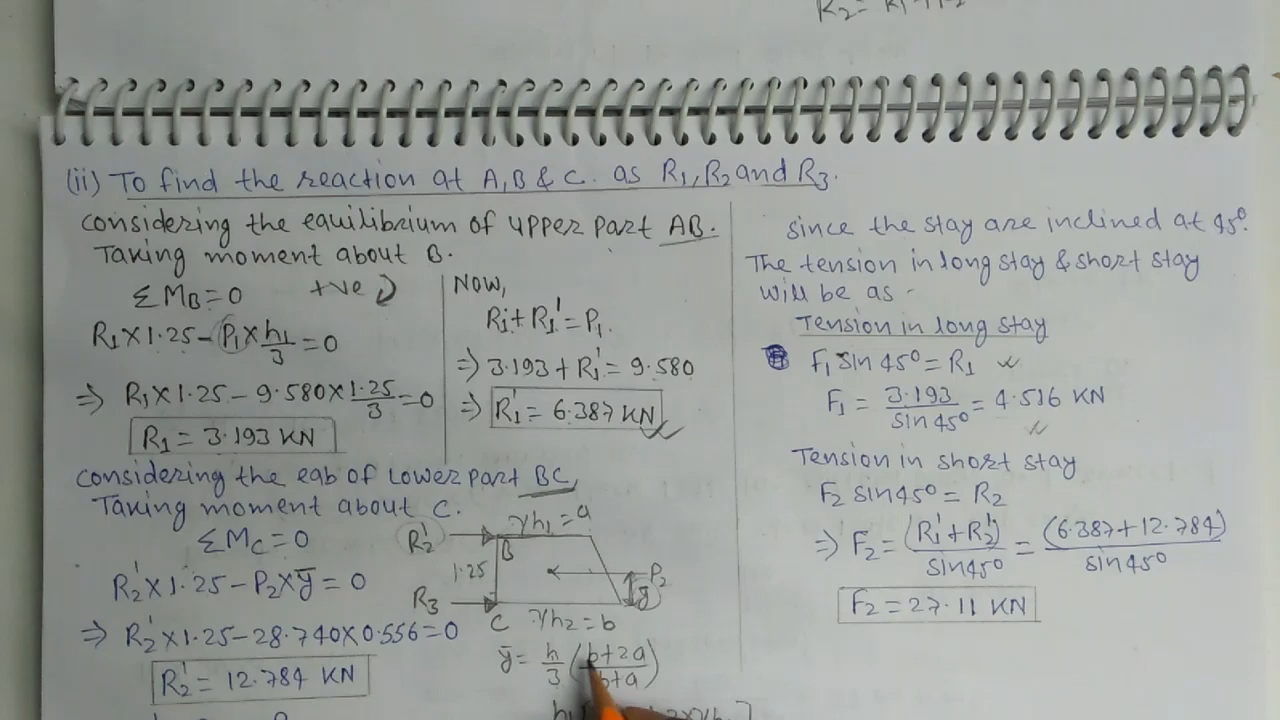 (ii) To find the reaction at A, B & C. as R₁, R₂ and R₃.
considering the equilibrium of upper part AB.
Taking moment about B.
ΣM_B = 0 +ve
R₁ × 1.25 - P₁ × h₁/3 = 0
⇒ R₁ × 1.25 - 9.580 × 1.25/3 = 0
R₁ = 3.193 KN
Now,
R₁ + R₁' = P₁.
⇒ 3.193 + R₁' = 9.580
⇒ R₁' = 6.387 KN
considering the eqb of lower part BC,
Taking moment about C.
ΣM_C = 0
R₂' × 1.25 - P₂ × ȳ = 0
⇒ R₂' × 1.25 - 28.740 × 0.556 = 0
R₂' = 12.784 KN
γh₁ = a
R₂'
B
1.25
P₂
ȳ
R₃
C γh₂ = b
ȳ = h/3 (b+2a / b+a)
since the stay are inclined at 45°.
The tension in long stay & short stay
will be as -
Tension in long stay
F₁ sin 45° = R₁
F₁ = 3.193 / sin 45° = 4.516 KN
Tension in short stay
F₂ sin 45° = R₂
⇒ F₂ = (R₁' + R₂') / sin 45° = (6.387 + 12.784) / sin 45°
F₂ = 27.11 KN